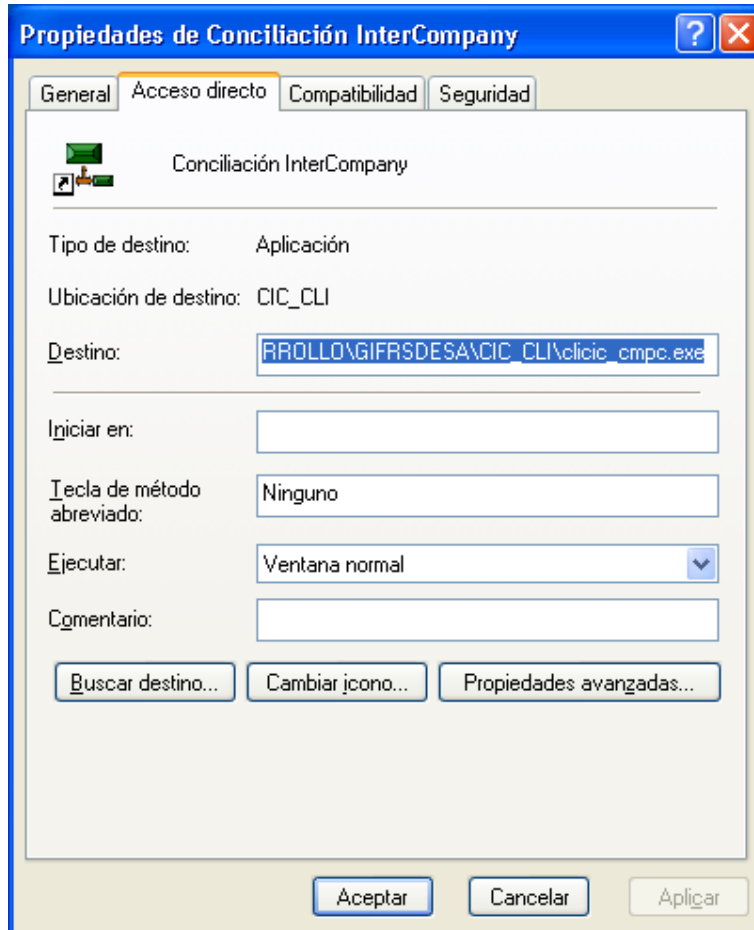 Propiedades de Conciliación InterCompany
General Acceso directo Compatibilidad Seguridad
Conciliación InterCompany
Tipo de destino: Aplicación
Ubicación de destino: CIC_CLI
Destino: RROLLO\GIFRSDESA\CIC_CLI\clicic_cmpc.exe
Iniciar en:
Tecla de método abreviado: Ninguno
Ejecutar: Ventana normal
Comentario:
Buscar destino... Cambiar icono... Propiedades avanzadas...
Aceptar Cancelar Aplicar